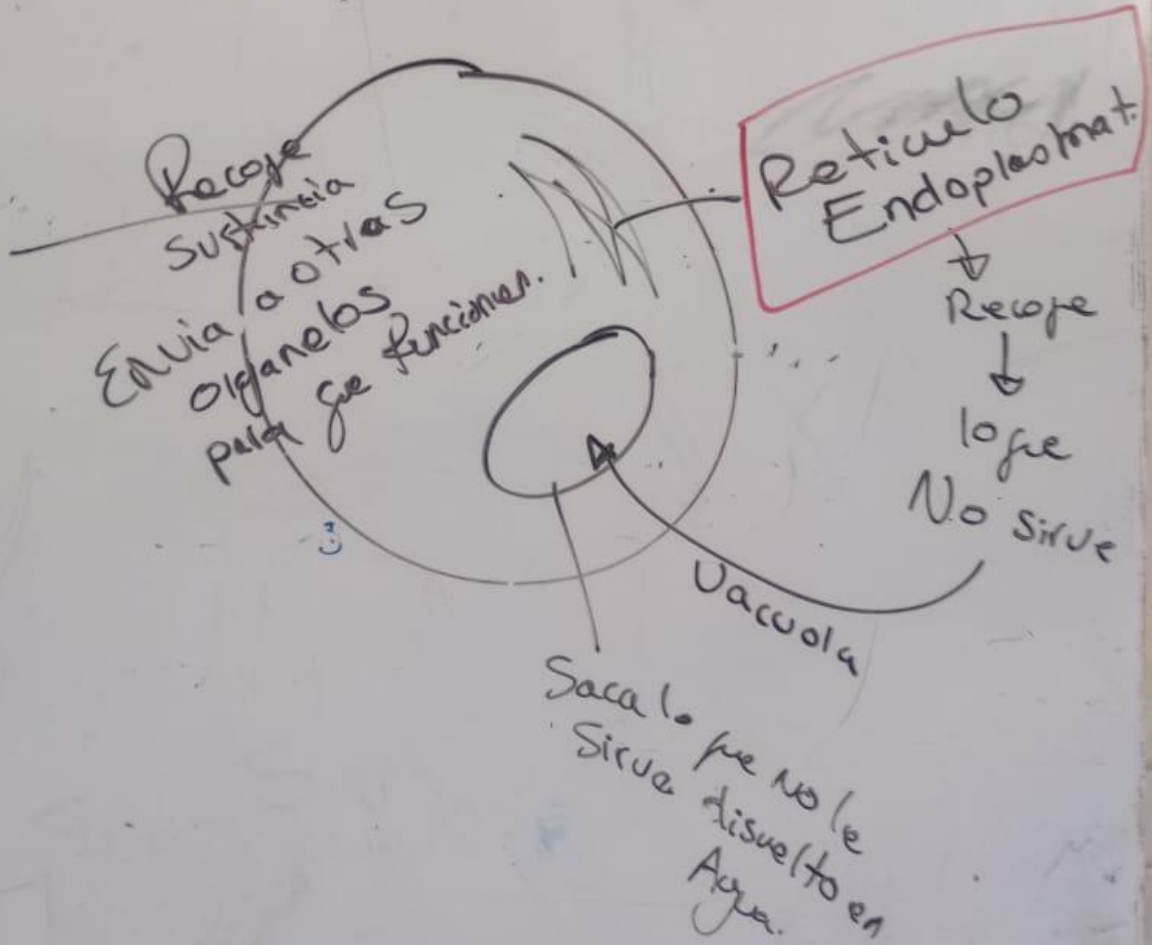 Recoge
Sustancia
Envia a otras
organelos
para que funcionen.
Reticulo
Endoplasmat.
Recoge
lo que
No sirve
Vacuola
Saca lo que No le
Sirve disuelto en
Agua.